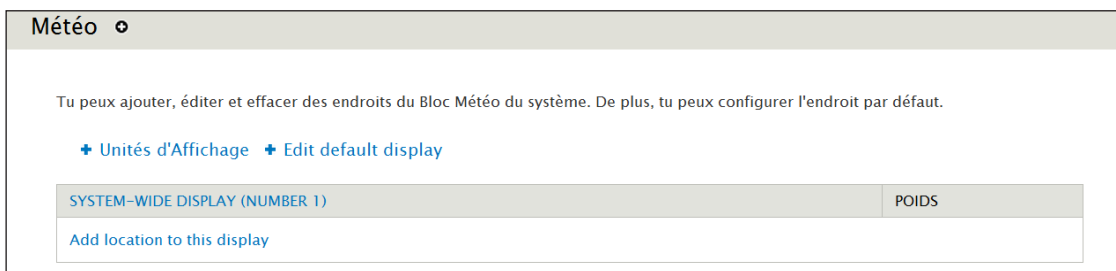 Météo
Tu peux ajouter, éditer et effacer des endroits du Bloc Météo du système. De plus, tu peux configurer l'endroit par défaut.
+ Unités d'Affichage + Edit default display
SYSTEM-WIDE DISPLAY (NUMBER 1) POIDS
Add location to this display